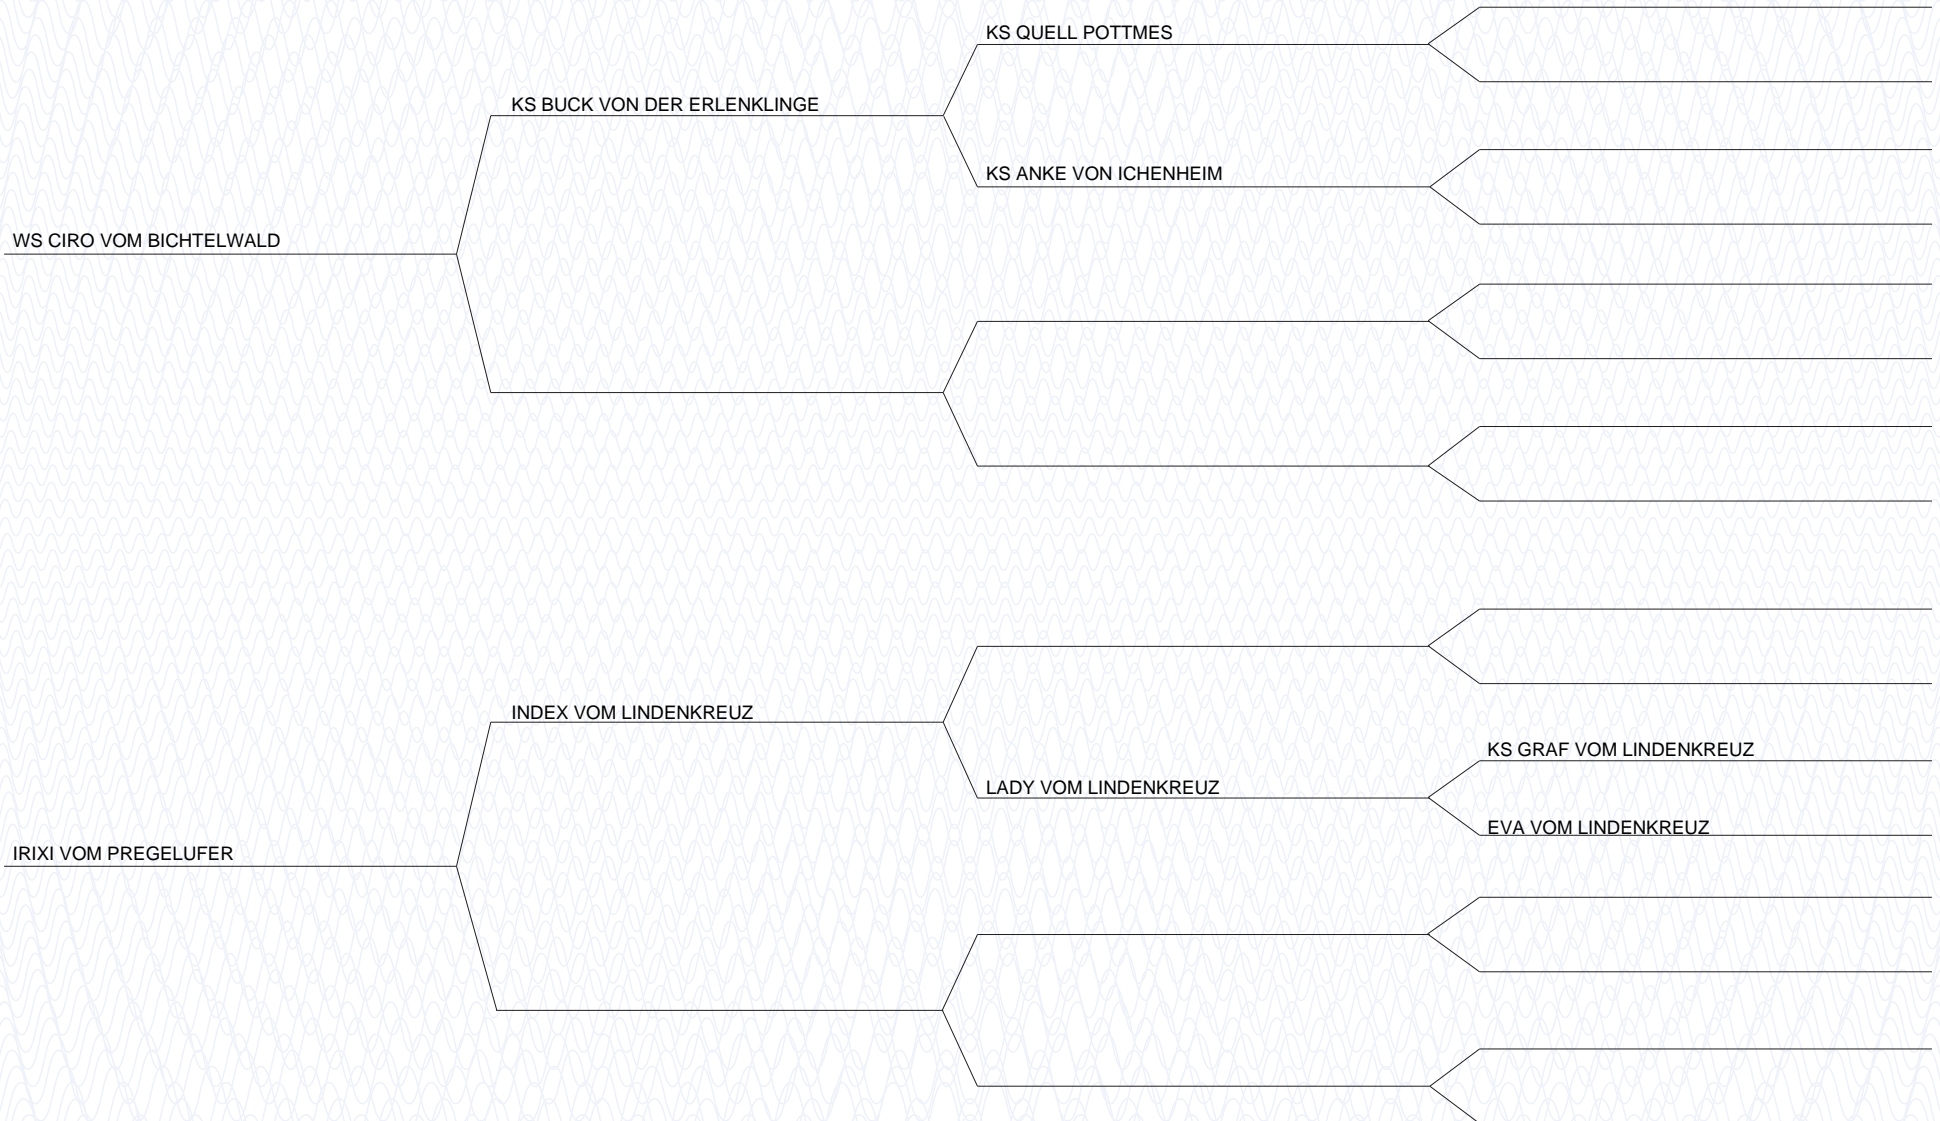 KS QUELL POTTMES
KS BUCK VON DER ERLENKLINGE
KS ANKE VON ICHENHEIM
WS CIRO VOM BICHTELWALD
INDEX VOM LINDENKREUZ
KS GRAF VOM LINDENKREUZ
LADY VOM LINDENKREUZ
EVA VOM LINDENKREUZ
IRIXI VOM PREGELUFER